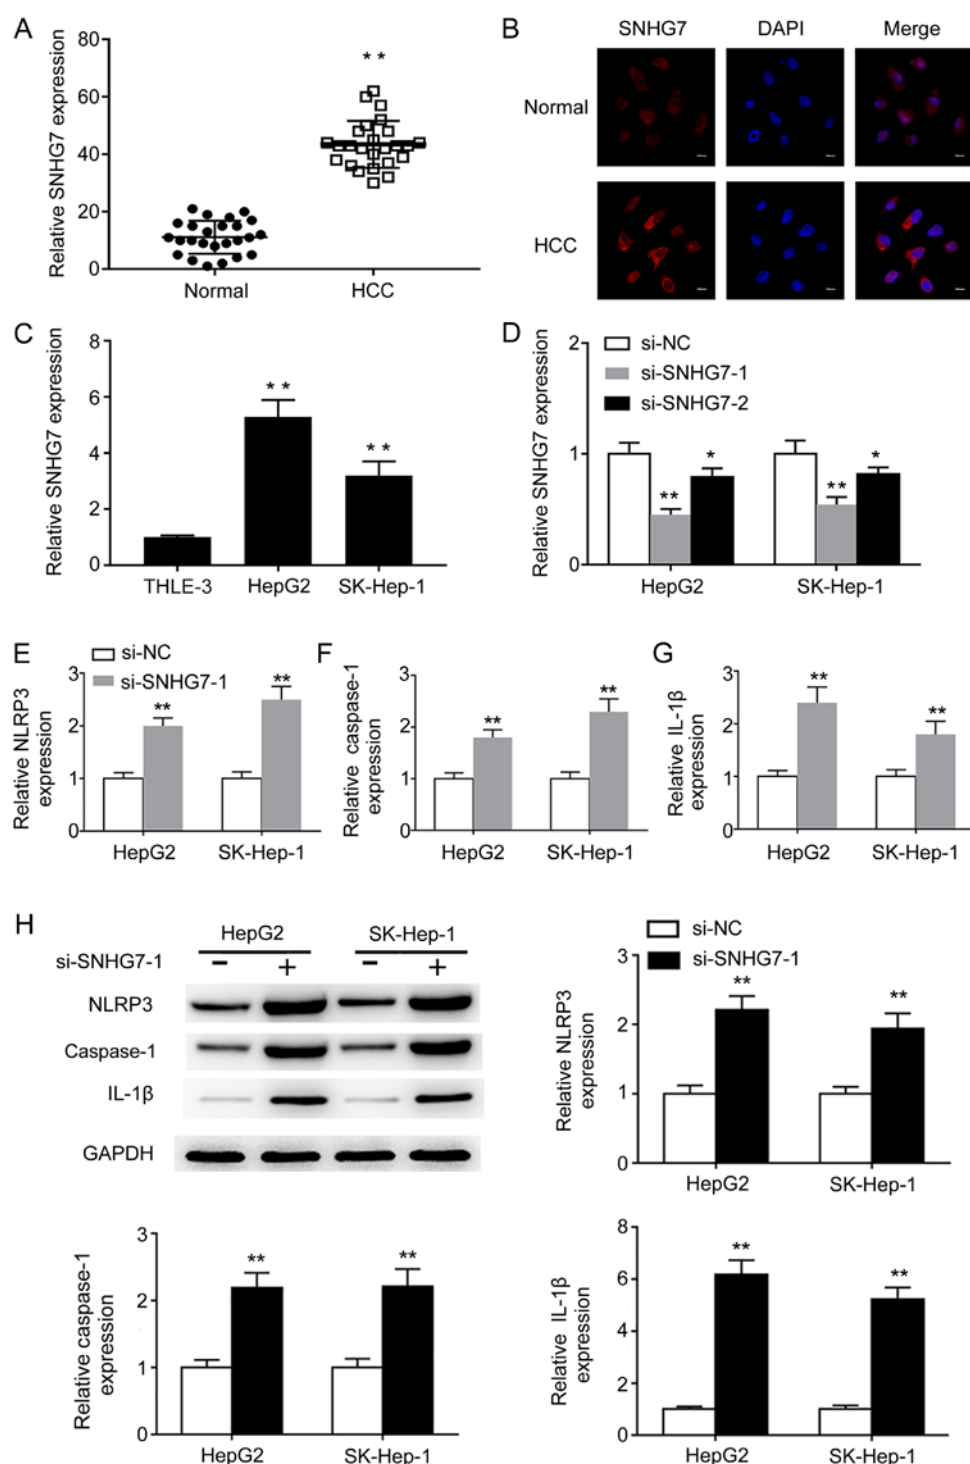 A
Relative SNHG7 expression
80
60
40
20
0
**
Normal
HCC
B
SNHG7
DAPI
Merge
Normal
HCC
C
Relative SNHG7 expression
8
6
4
2
0
**
**
THLE-3
HepG2
SK-Hep-1
D
Relative SNHG7 expression
2
1
0
si-NC
si-SNHG7-1
si-SNHG7-2
**
*
**
*
HepG2
SK-Hep-1
E
Relative NLRP3
expression
3
2
1
0
si-NC
si-SNHG7-1
**
**
HepG2
SK-Hep-1
F
Relative caspase-1
expression
3
2
1
0
**
**
HepG2
SK-Hep-1
G
Relative IL-1β
expression
3
2
1
0
**
**
HepG2
SK-Hep-1
H
HepG2
SK-Hep-1
si-SNHG7-1
− + − +
NLRP3
Caspase-1
IL-1β
GAPDH
si-NC
si-SNHG7-1
Relative NLRP3
expression
3
2
1
0
**
**
HepG2
SK-Hep-1
Relative caspase-1
expression
3
2
1
0
**
**
HepG2
SK-Hep-1
Relative IL-1β
expression
8
6
4
2
0
**
**
HepG2
SK-Hep-1